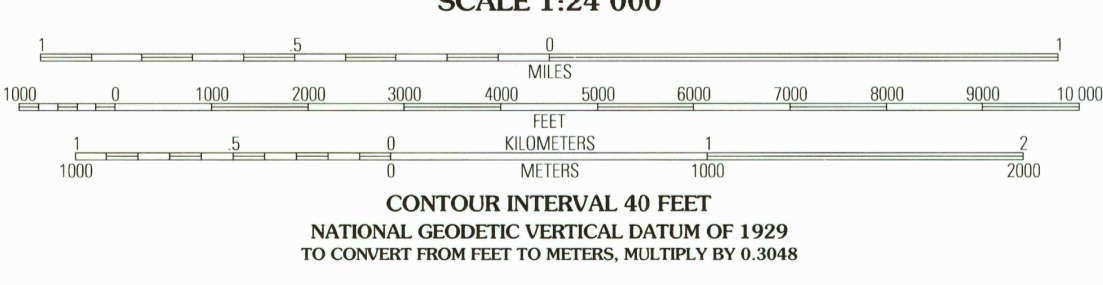 SCALE 1:24 000
1 .5 0 1
MILES
1000 0 1000 2000 3000 4000 5000 6000 7000 8000 9000 10 000
FEET
1 .5 0 KILOMETERS 1 2
1000 0 METERS 1000 2000
CONTOUR INTERVAL 40 FEET
NATIONAL GEODETIC VERTICAL DATUM OF 1929
TO CONVERT FROM FEET TO METERS, MULTIPLY BY 0.3048